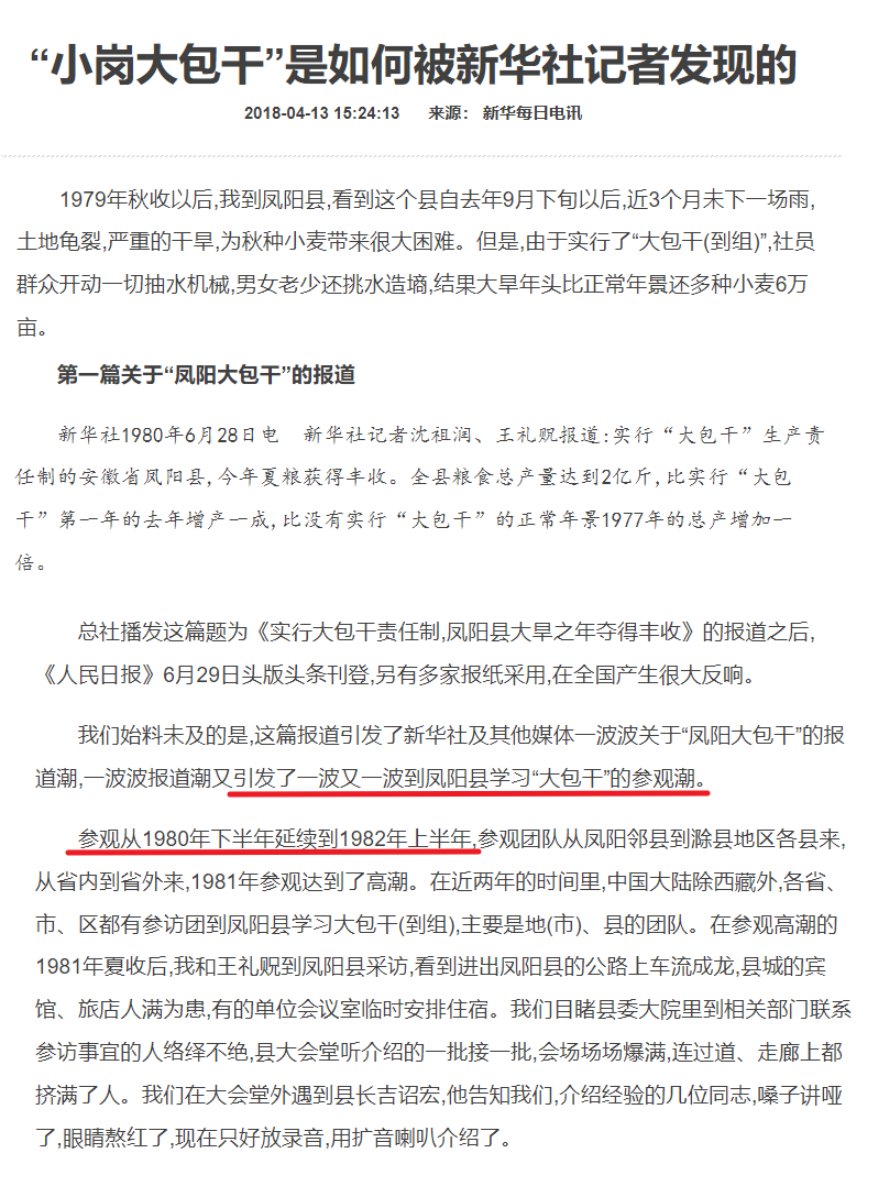 “小岗大包干”是如何被新华社记者发现的
2018-04-13 15:24:13 来源： 新华每日电讯
1979年秋收以后,我到凤阳县,看到这个县自去年9月下旬以后,近3个月未下一场雨,
土地龟裂,严重的干旱,为秋种小麦带来很大困难。但是,由于实行了“大包干(到组)”,社员
群众开动一切抽水机械,男女老少还挑水造墒,结果大旱年头比正常年景还多种小麦6万
亩。
第一篇关于“凤阳大包干”的报道
新华社1980年6月28日电　新华社记者沈祖润、王礼贶报道:实行“大包干”生产责
任制的安徽省凤阳县,今年夏粮获得丰收。全县粮食总产量达到2亿斤,比实行“大包
干”第一年的去年增产一成,比没有实行“大包干”的正常年景1977年的总产增加一
倍。
总社播发这篇题为《实行大包干责任制,凤阳县大旱之年夺得丰收》的报道之后,
《人民日报》6月29日头版头条刊登,另有多家报纸采用,在全国产生很大反响。
我们始料未及的是,这篇报道引发了新华社及其他媒体一波波关于“凤阳大包干”的报
道潮,一波波报道潮又引发了一波又一波到凤阳县学习“大包干”的参观潮。
参观从1980年下半年延续到1982年上半年,参观团队从凤阳邻县到滁县地区各县来,
从省内到省外来,1981年参观达到了高潮。在近两年的时间里,中国大陆除西藏外,各省、
市、区都有参访团到凤阳县学习大包干(到组),主要是地(市)、县的团队。在参观高潮的
1981年夏收后,我和王礼贶到凤阳县采访,看到进出凤阳县的公路上车流成龙,县城的宾
馆、旅店人满为患,有的单位会议室临时安排住宿。我们目睹县委大院里到相关部门联系
参访事宜的人络绎不绝,县大会堂听介绍的一批接一批,会场场场爆满,连过道、走廊上都
挤满了人。我们在大会堂外遇到县长吉诏宏,他告知我们,介绍经验的几位同志,嗓子讲哑
了,眼睛熬红了,现在只好放录音,用扩音喇叭介绍了。